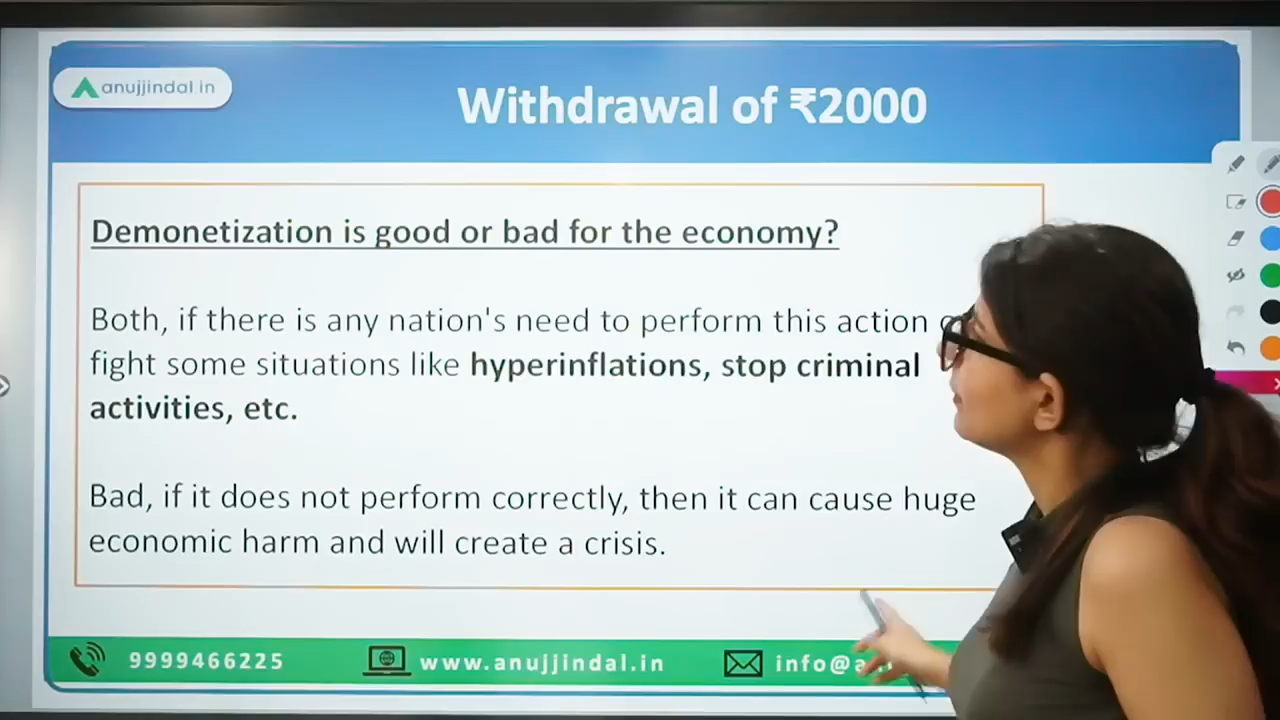 anujjindal.in
Withdrawal of ₹2000
Demonetization is good or bad for the economy?
Both, if there is any nation's need to perform this action
fight some situations like hyperinflations, stop criminal
activities, etc.
Bad, if it does not perform correctly, then it can cause huge
economic harm and will create a crisis.
9999466225
www.anujjindal.in
info@a